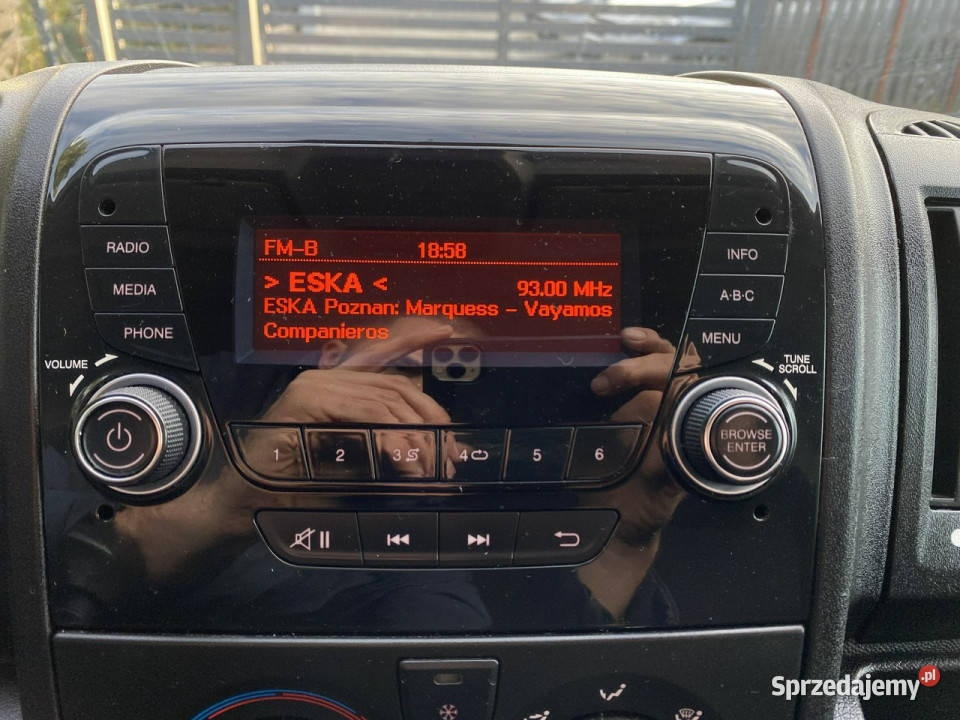 RADIO
MEDIA
PHONE
VOLUME
FM-B 18:58
> ESKA < 93.00 MHz
ESKA Poznan: Marquess - Vayamos
Companieros
INFO
A·B·C
MENU
TUNE
SCROLL
BROWSE
ENTER
1 2 3 4 5 6
Sprzedajemy.pl